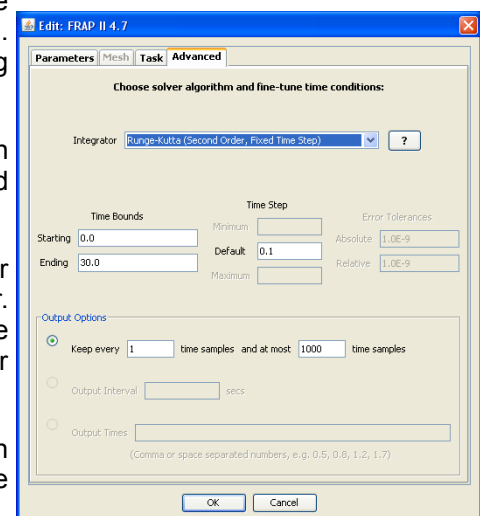 Edit: FRAP II 4.7
Parameters Mesh Task Advanced
Choose solver algorithm and fine-tune time conditions:
Integrator Runge-Kutta (Second Order, Fixed Time Step) ?
Time Bounds
Time Step
Error Tolerances
Starting 0.0
Ending 30.0
Minimum
Default 0.1
Maximum
Absolute 1.0E-9
Relative 1.0E-9
Output Options
Keep every 1 time samples and at most 1000 time samples
Output Interval secs
Output Times
(Comma or space separated numbers, e.g. 0.5, 0.8, 1.2, 1.7)
OK Cancel